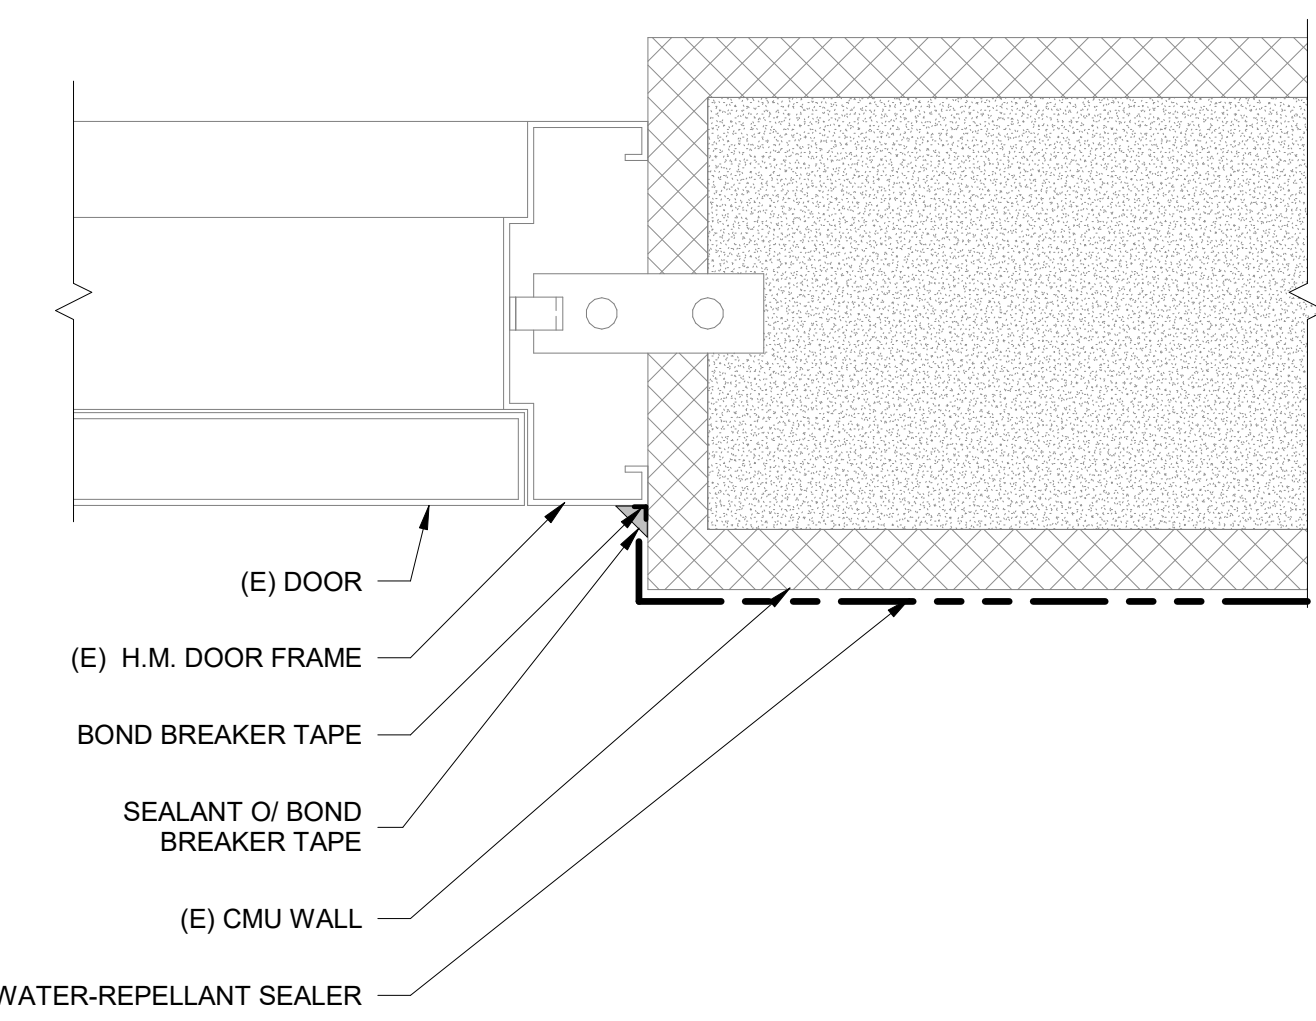 (E) DOOR
(E) H.M. DOOR FRAME
BOND BREAKER TAPE
SEALANT O/ BOND
BREAKER TAPE
(E) CMU WALL
WATER-REPELLANT SEALER